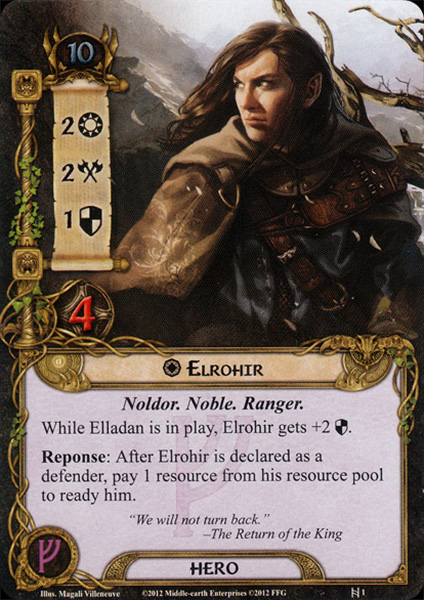 10
2
2
1
4
Elrohir
Noldor. Noble. Ranger.
While Elladan is in play, Elrohir gets +2 .
Reponse: After Elrohir is declared as a
defender, pay 1 resource from his resource pool
to ready him.
“We will not turn back.”
–The Return of the King
HERO
Illus. Magali Villeneuve ©2012 Middle-earth Enterprises ©2012 FFG 1